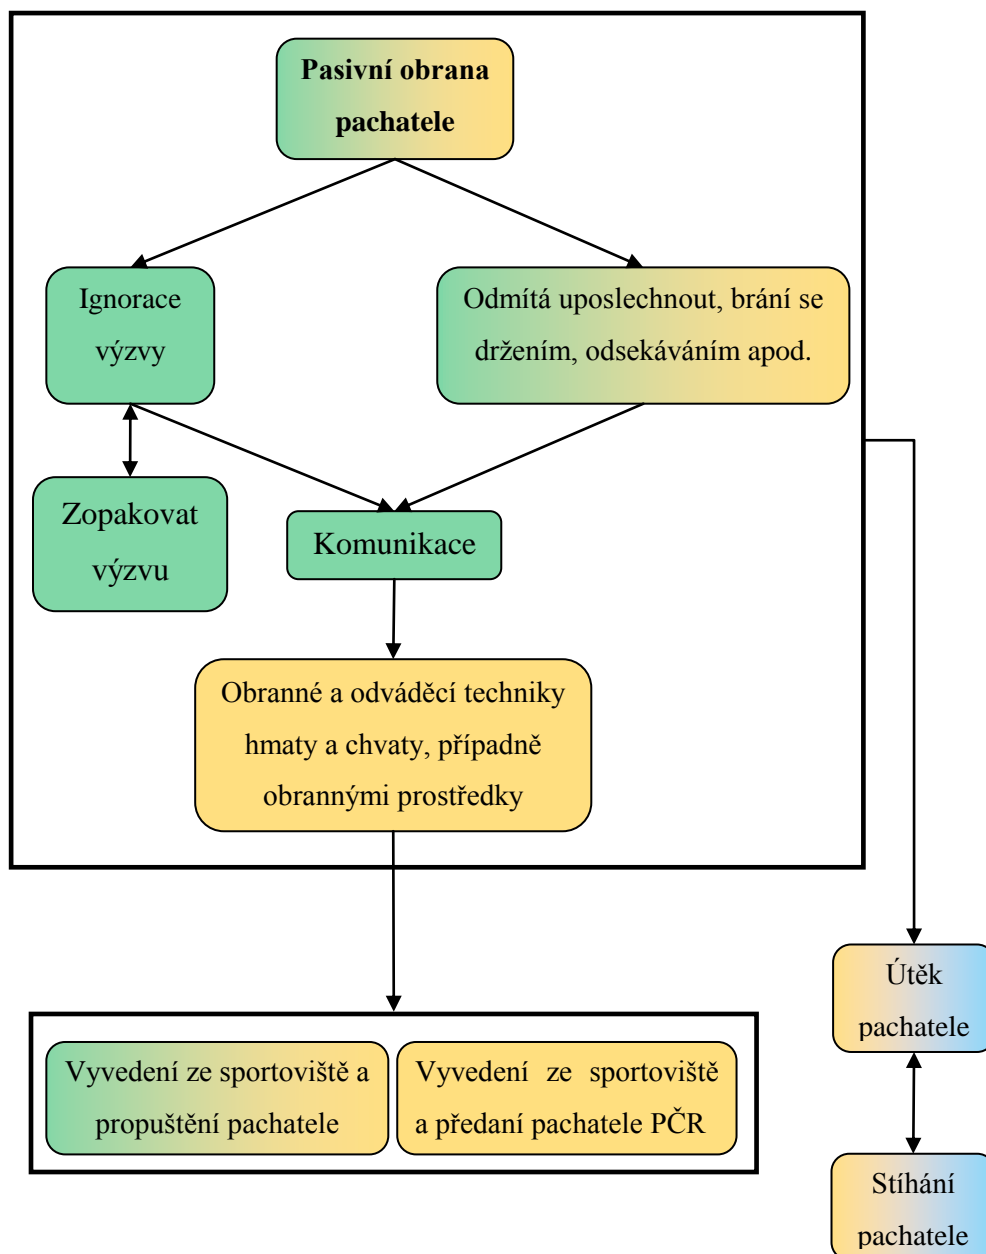 Pasivní obrana
pachatele
Ignorace
výzvy
Odmítá uposlechnout, brání se
držením, odsekáváním apod.
Zopakovat
výzvu
Komunikace
Obranné a odváděcí techniky
hmaty a chvaty, případně
obrannými prostředky
Útěk
pachatele
Vyvedení ze sportoviště a
propuštění pachatele
Vyvedení ze sportoviště
a předaní pachatele PČR
Stíhání
pachatele